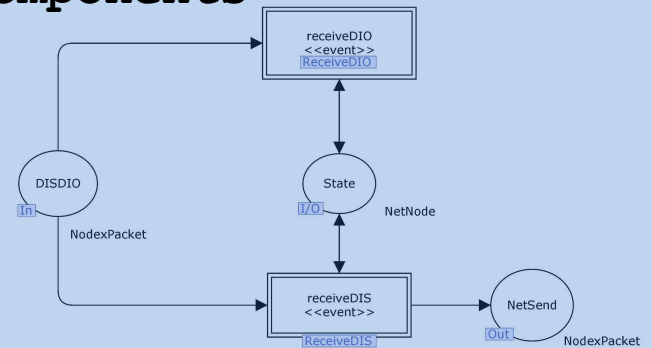 receiveDIO
<<event>>
ReceiveDIO
DISDIO
In
NodexPacket
State
I/O
NetNode
receiveDIS
<<event>>
ReceiveDIS
NetSend
Out
NodexPacket